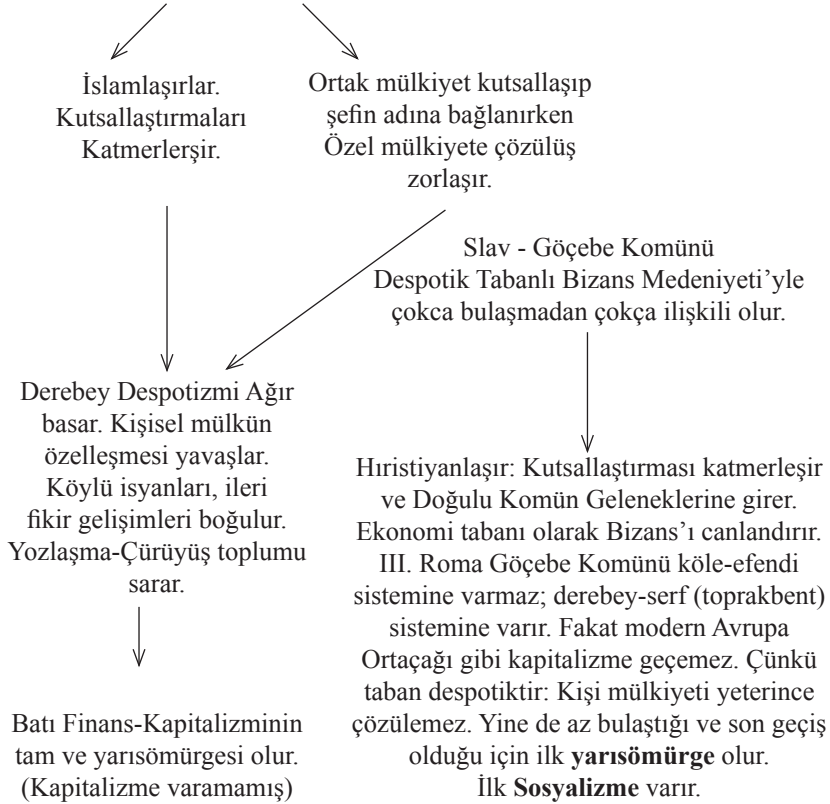 İslamlaşırlar.
Kutsallaştırmaları
Katmerlerşir.
Ortak mülkiyet kutsallaşıp
şefin adına bağlanırken
Özel mülkiyete çözülüş
zorlaşır.
Slav - Göçebe Komünü
Despotik Tabanlı Bizans Medeniyeti’yle
çokca bulaşmadan çokça ilişkili olur.
Derebey Despotizmi Ağır
basar. Kişisel mülkün
özelleşmesi yavaşlar.
Köylü isyanları, ileri
fikir gelişimleri boğulur.
Yozlaşma-Çürüyüş toplumu
sarar.
Hıristiyanlaşır: Kutsallaştırması katmerleşir
ve Doğulu Komün Geleneklerine girer.
Ekonomi tabanı olarak Bizans’ı canlandırır.
III. Roma Göçebe Komünü köle-efendi
sistemine varmaz; derebey-serf (toprakbent)
sistemine varır. Fakat modern Avrupa
Ortaçağı gibi kapitalizme geçemez. Çünkü
taban despotiktir: Kişi mülkiyeti yeterince
çözülemez. Yine de az bulaştığı ve son geçiş
olduğu için ilk yarısömürge olur.
İlk Sosyalizme varır.
Batı Finans-Kapitalizminin
tam ve yarısömürgesi olur.
(Kapitalizme varamamış)